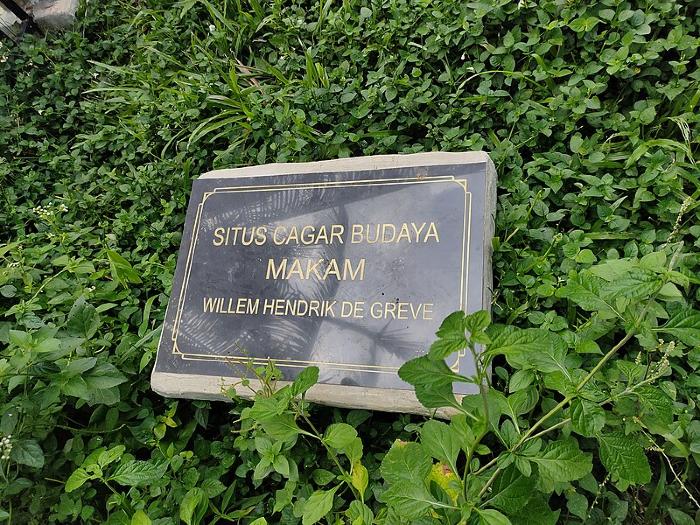 SITUS CAGAR BUDAYA
MAKAM
WILLEM HENDRIK DE GREVE